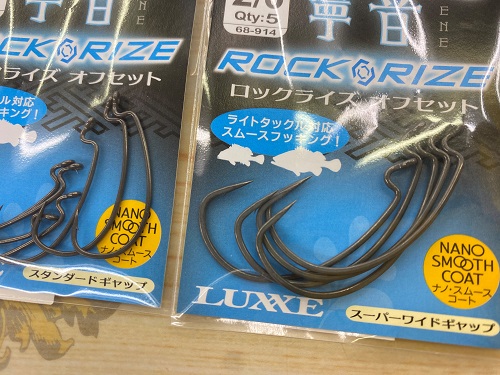 ROCK RIZE
ックライズ オフセット
ル対応
キング！
NANO
SMOOTH
COAT
ナノ・スムース
コート
スタンダードギャップ
2/0
Qty:5
68-914
ENE
寧音
ROCK RIZE
ロックライズ オフセット
ライトタックル対応
スムースフッキング！
NANO
SMOOTH
COAT
ナノ・スムース
コート
LUXXE
スーパーワイドギャップ